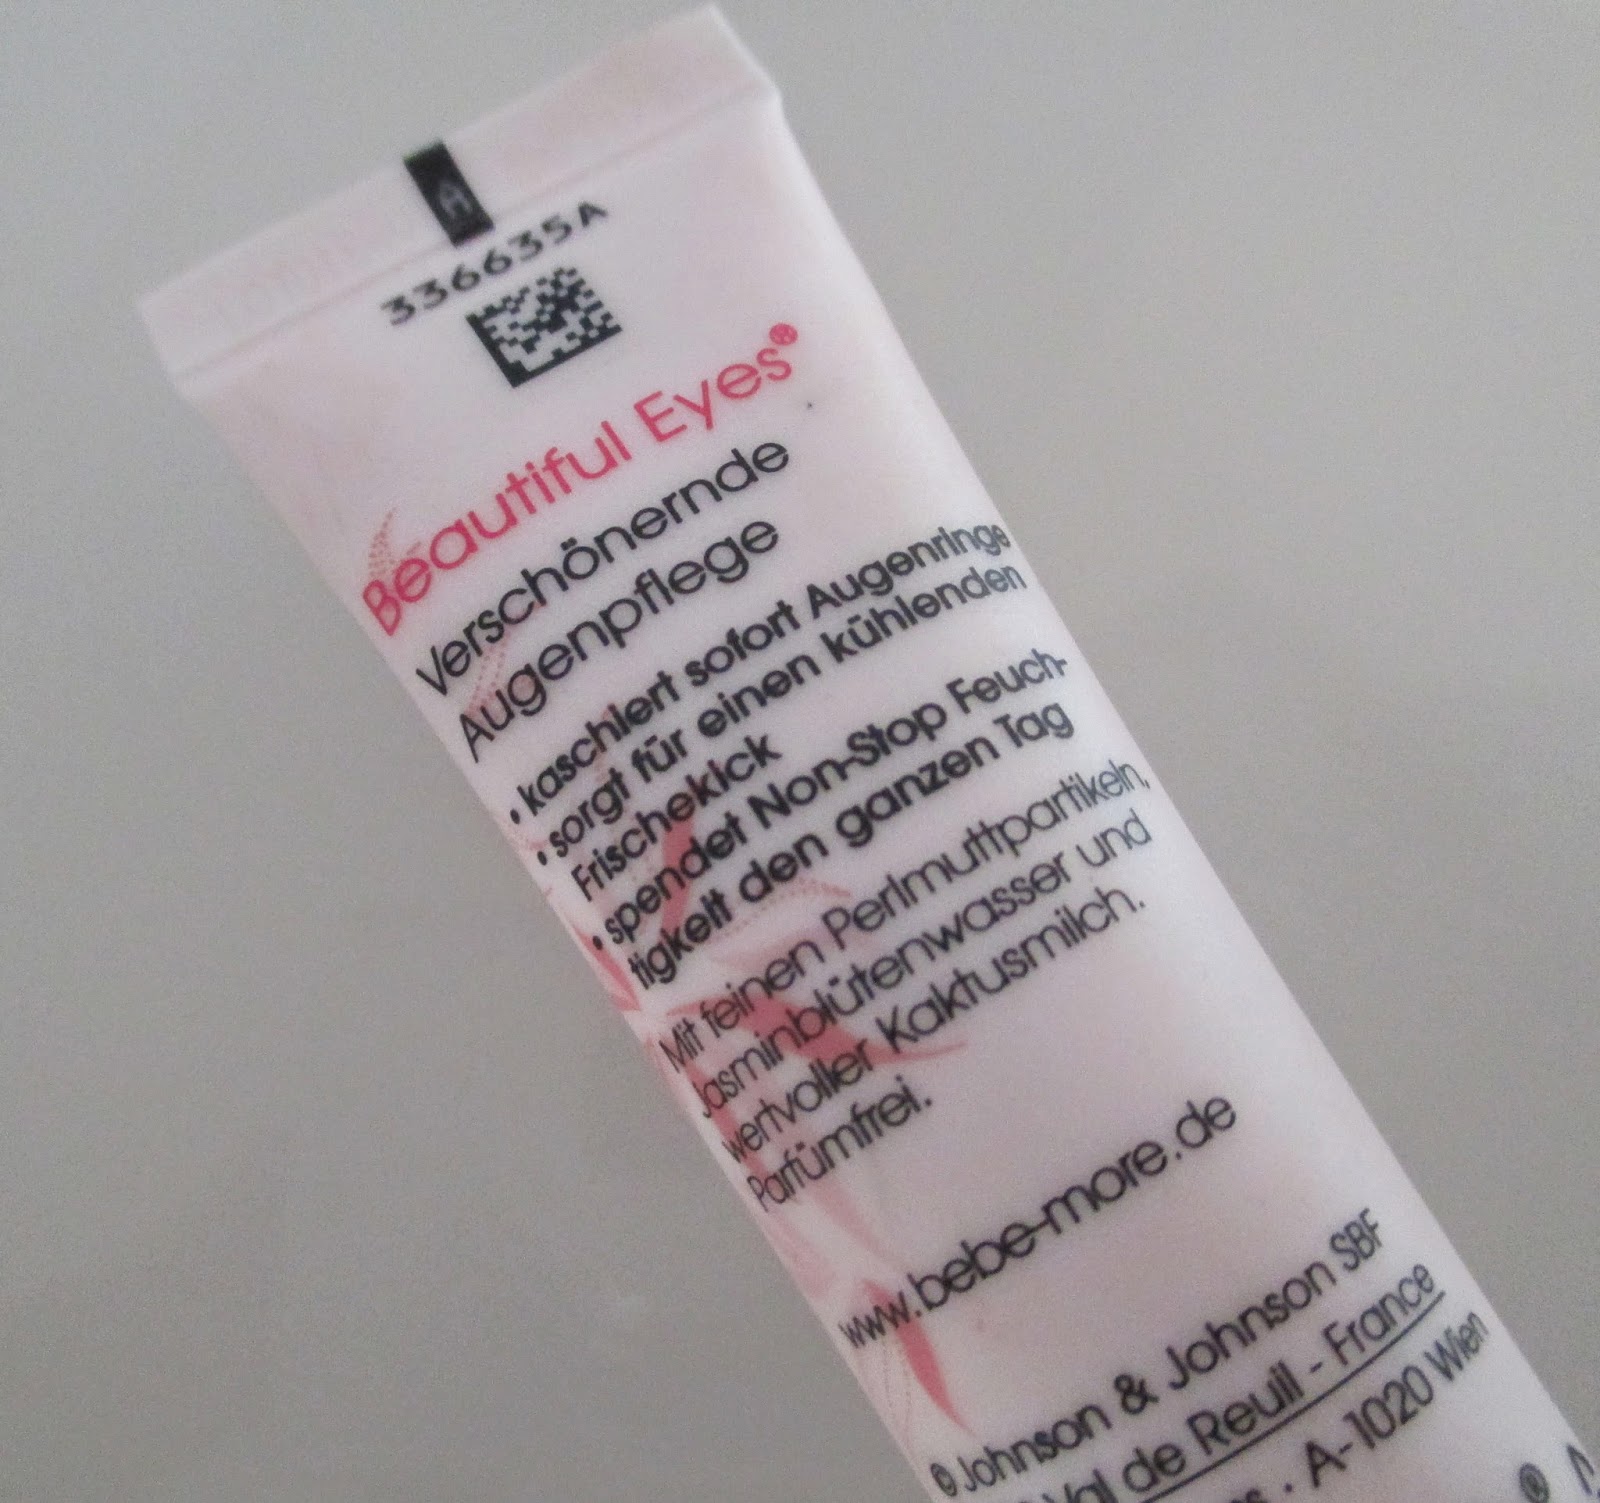 336635A
Beautiful Eyes®
Verschönernde
Augenpflege
• kaschiert sofort Augenringe
• sorgt für einen kühlenden
Frischekick
• spendet Non-Stop Feuch-
tigkeit den ganzen Tag
Mit feinen Perlmuttpartikeln,
Jasminblütenwasser und
wertvoller Kaktusmilch.
Parfümfrei.
www.bebe-more.de
©Johnson & Johnson SBF
Val de Reuil - France
· A-1020 Wien
®